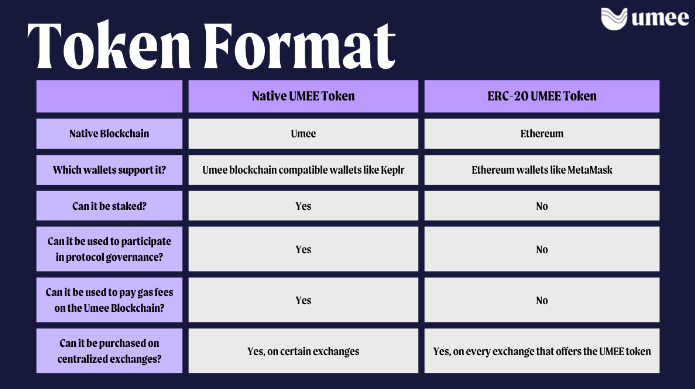 umee
Token Format
Native UMEE Token
ERC-20 UMEE Token
Native Blockchain
Umee
Ethereum
Which wallets support it?
Umee blockchain compatible wallets like Keplr
Ethereum wallets like MetaMask
Can it be staked?
Yes
No
Can it be used to participate
in protocol governance?
Yes
No
Can it be used to pay gas fees
on the Umee Blockchain?
Yes
No
Can it be purchased on
centralized exchanges?
Yes, on certain exchanges
Yes, on every exchange that offers the UMEE token